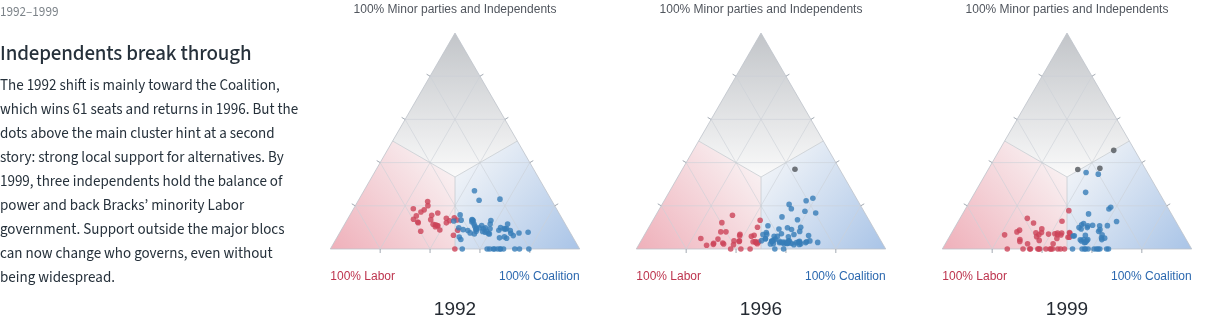 1992–1999
Independents break through
The 1992 shift is mainly toward the Coalition,
which wins 61 seats and returns in 1996. But the
dots above the main cluster hint at a second
story: strong local support for alternatives. By
1999, three independents hold the balance of
power and back Bracks’ minority Labor
government. Support outside the major blocs
can now change who governs, even without
being widespread.
100% Minor parties and Independents
100% Labor
100% Coalition
1992
100% Minor parties and Independents
100% Labor
100% Coalition
1996
100% Minor parties and Independents
100% Labor
100% Coalition
1999